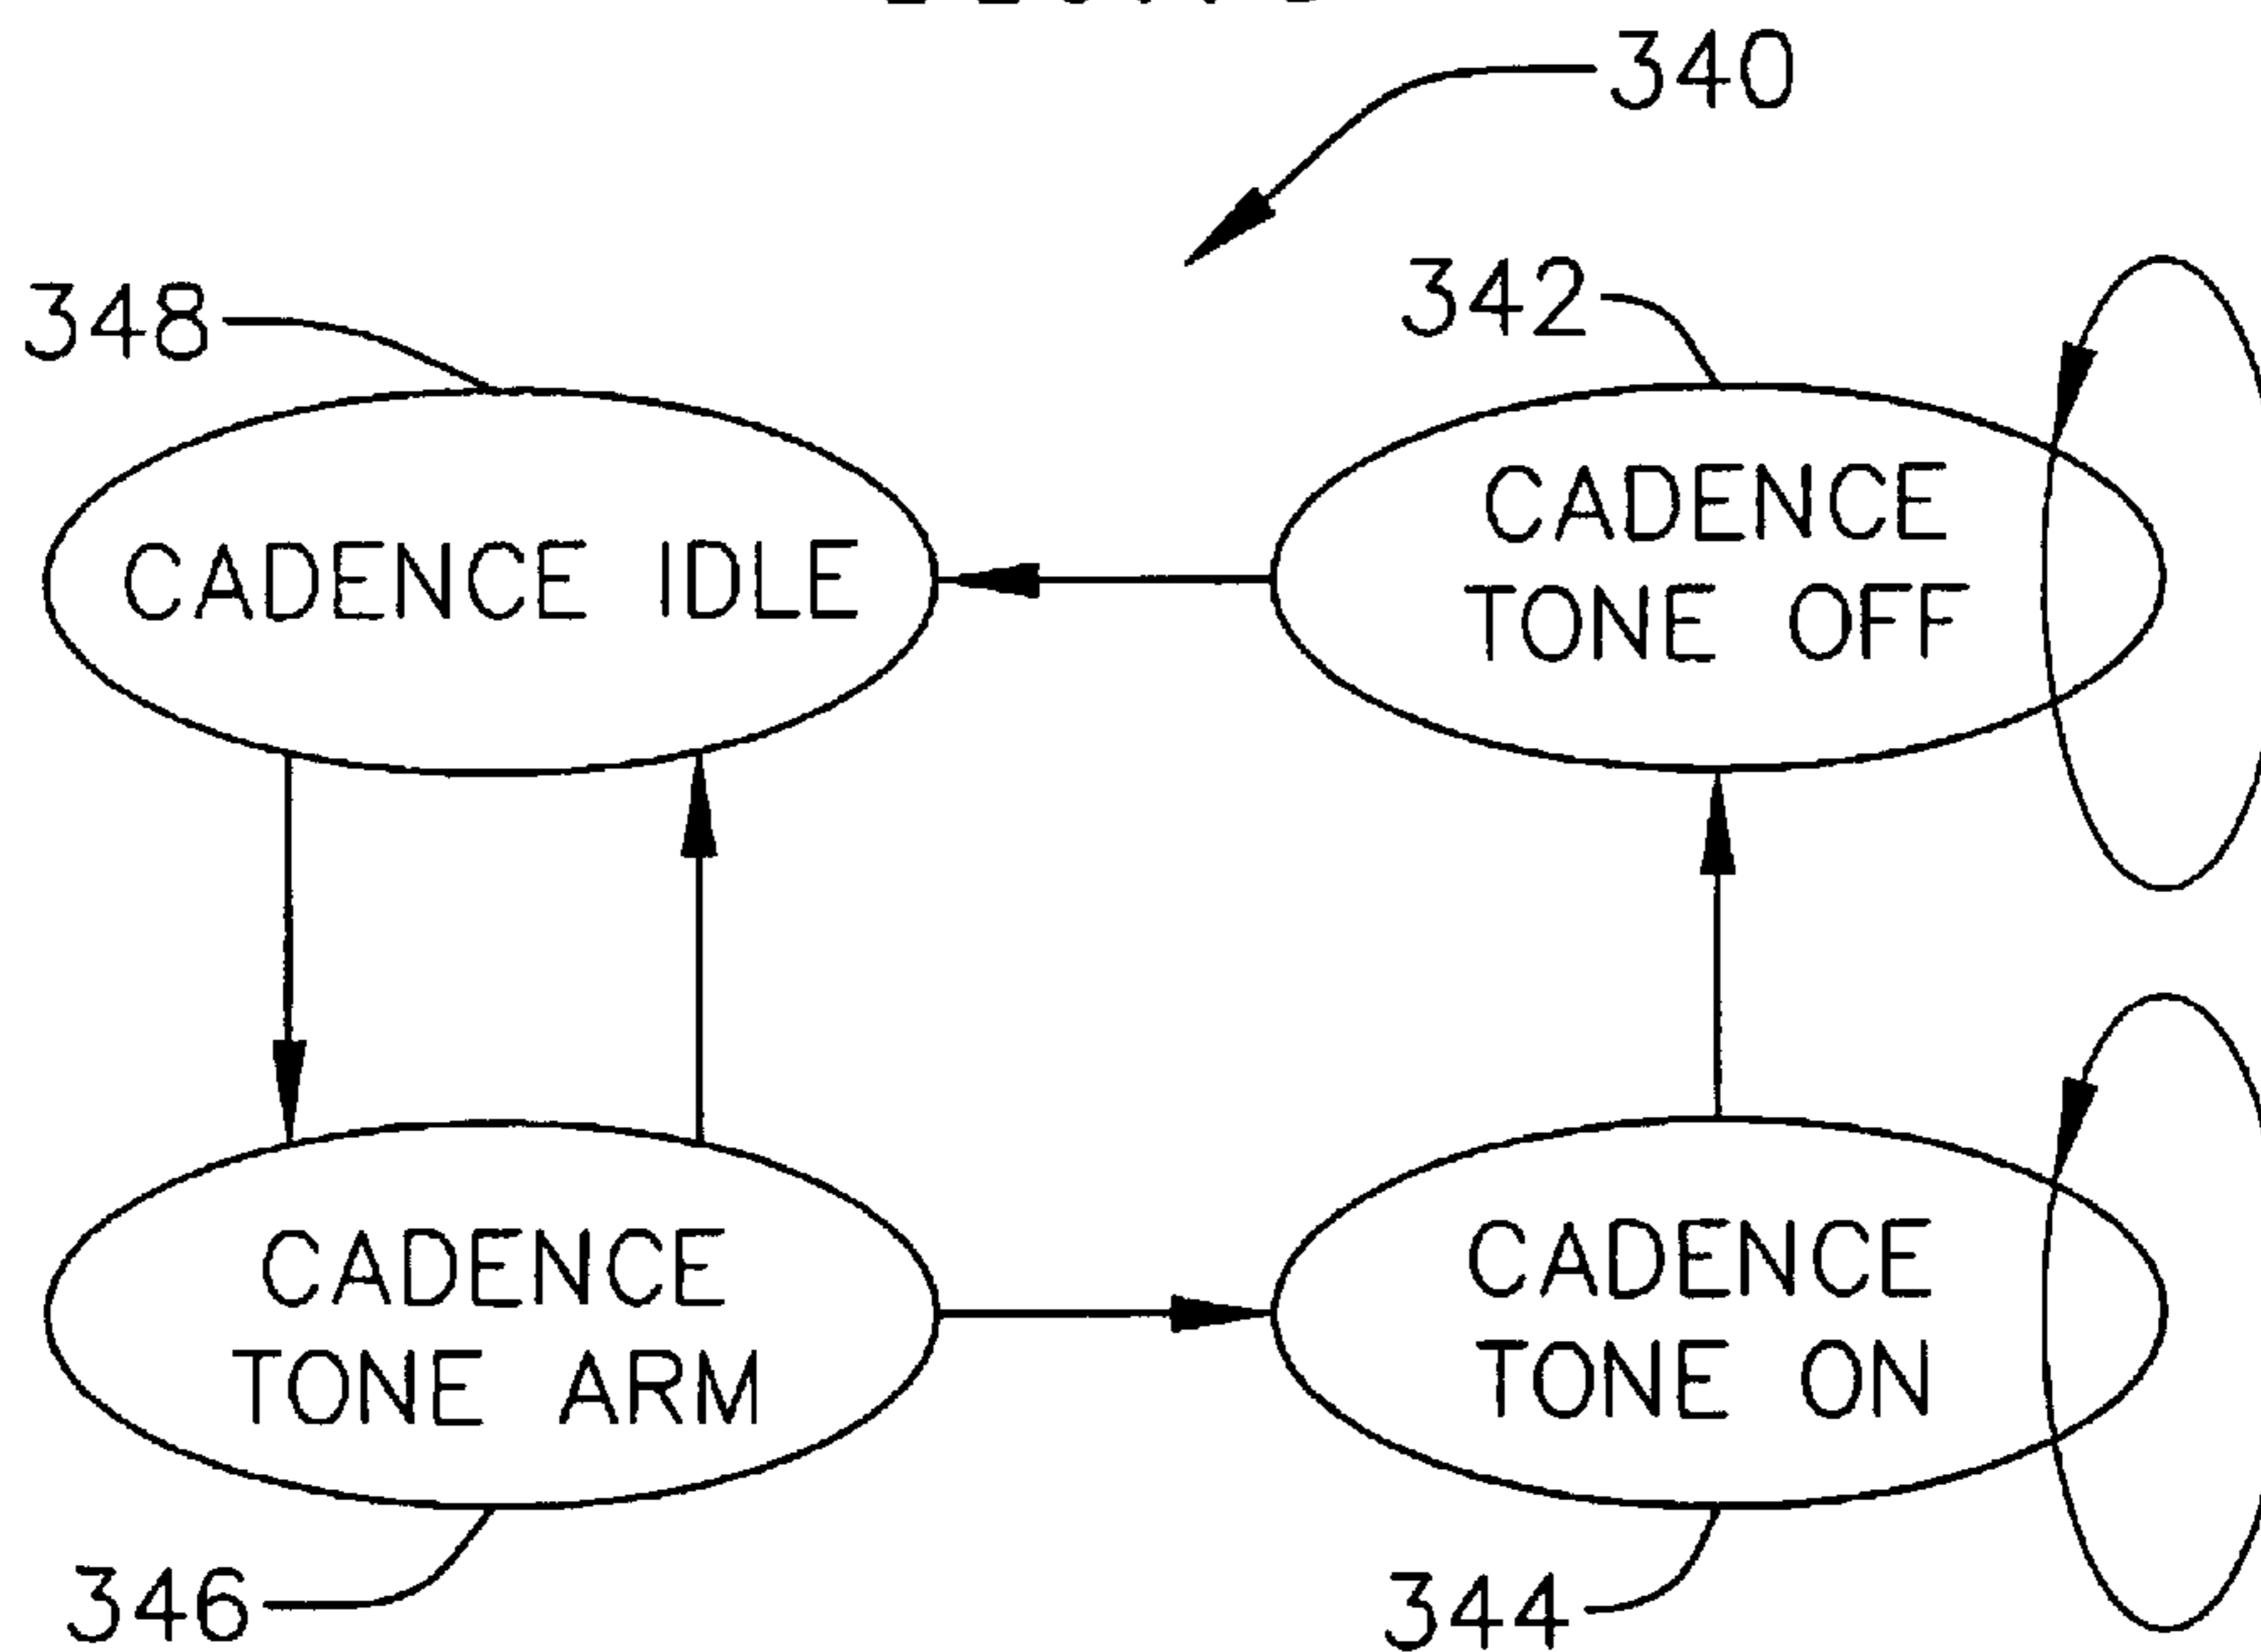 340
348
342
CADENCE IDLE
CADENCE
TONE OFF
CADENCE
TONE ARM
CADENCE
TONE ON
346
344